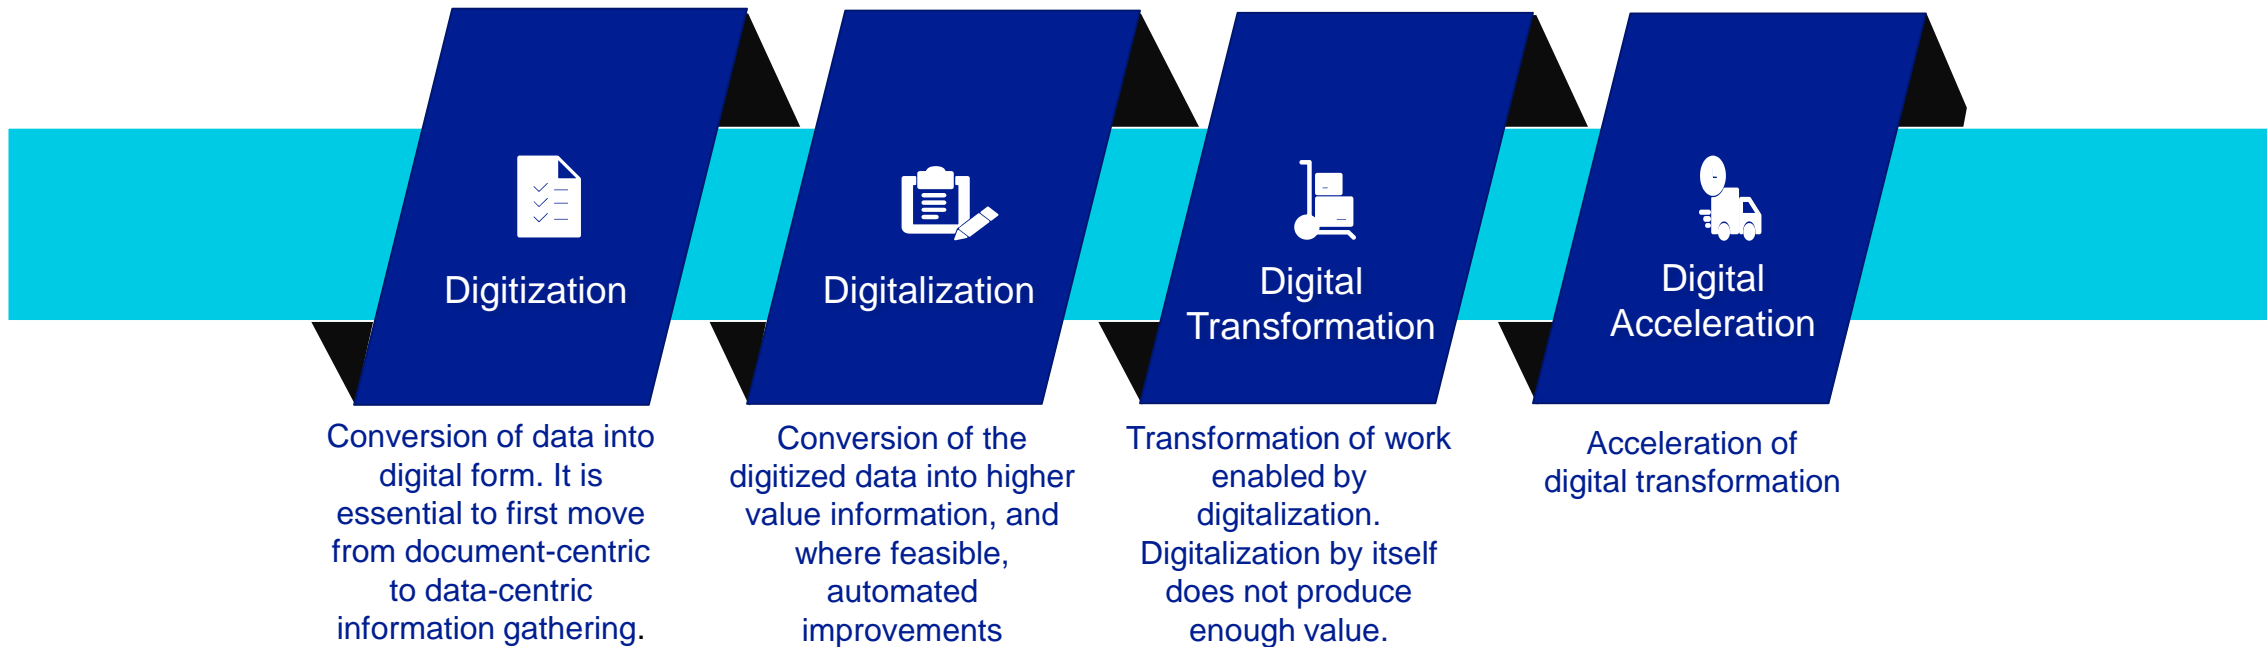 Digitization
Conversion of data into
digital form. It is
essential to first move
from document-centric
to data-centric
information gathering.
Digitalization
Conversion of the
digitized data into higher
value information, and
where feasible,
automated
improvements
Digital
Transformation
Transformation of work
enabled by
digitalization.
Digitalization by itself
does not produce
enough value.
Digital
Acceleration
Acceleration of
digital transformation